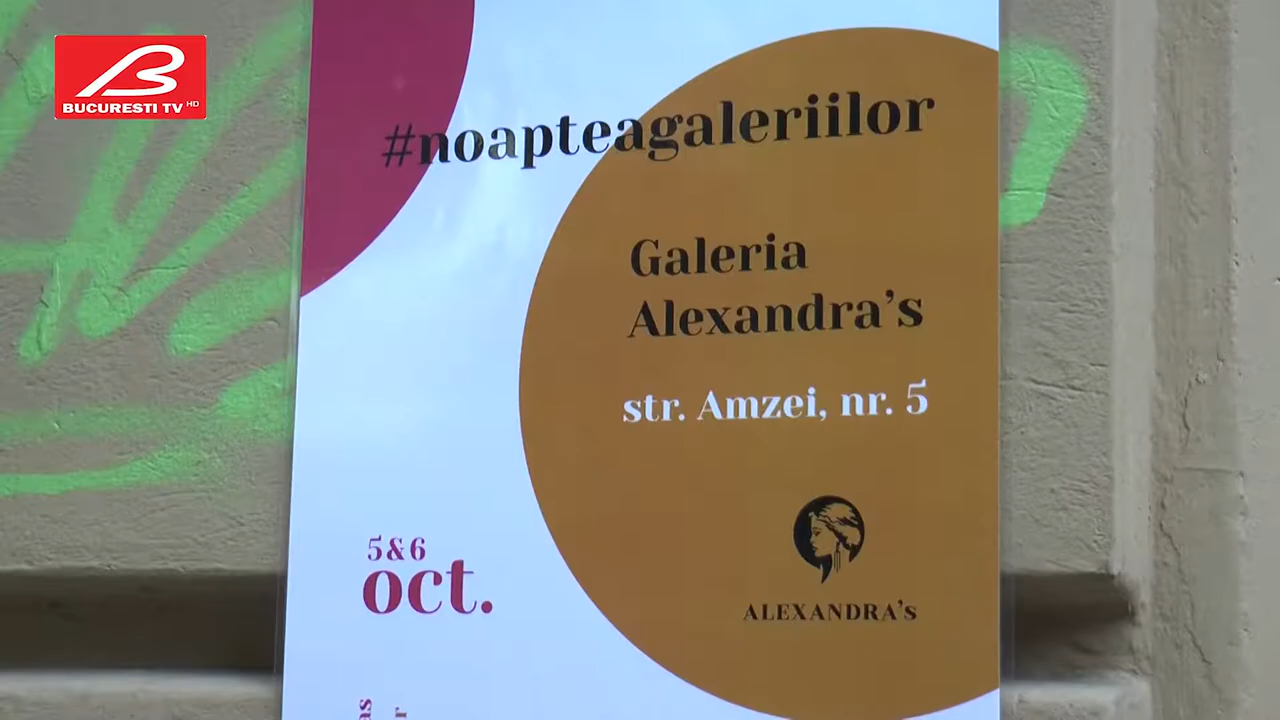 BUCURESTI TV HD
#noapteagaleriilor
Galeria
Alexandra's
str. Amzei, nr. 5
5&6
oct.
ALEXANDRA's